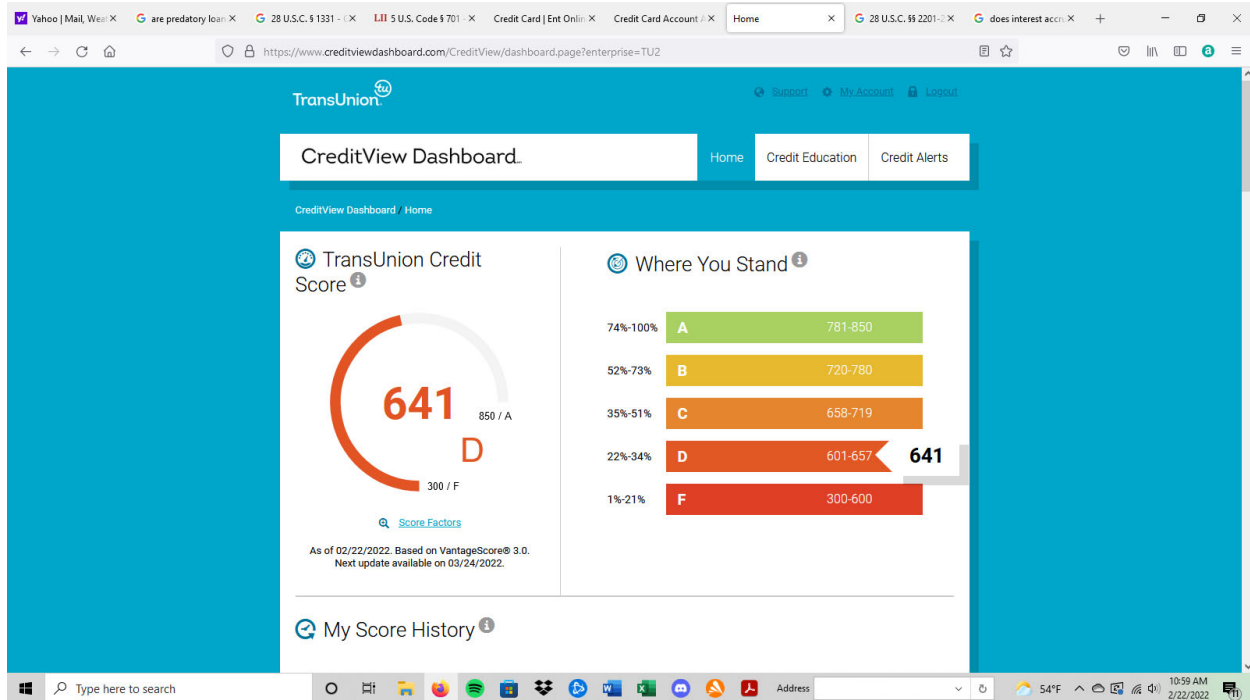 Yahoo | Mail, Wea
are predatory loan
28 U.S.C. § 1331 -
LII 5 U.S. Code § 701 -
Credit Card | Ent Onlin
Credit Card Account
Home
28 U.S.C. §§ 2201-2
does interest accru
https://www.creditviewdashboard.com/CreditView/dashboard.page?enterprise=TU2
TransUnion. tu
Support My Account Logout
CreditView Dashboard
Home Credit Education Credit Alerts
CreditView Dashboard / Home
TransUnion Credit
Score
641
D
850 / A
300 / F
Score Factors
As of 02/22/2022. Based on VantageScore® 3.0.
Next update available on 03/24/2022.
Where You Stand
74%-100% A 781-850
52%-73% B 720-780
35%-51% C 658-719
22%-34% D 601-657 641
1%-21% F 300-600
My Score History
Type here to search
Address
54°F
10:59 AM
2/22/2022